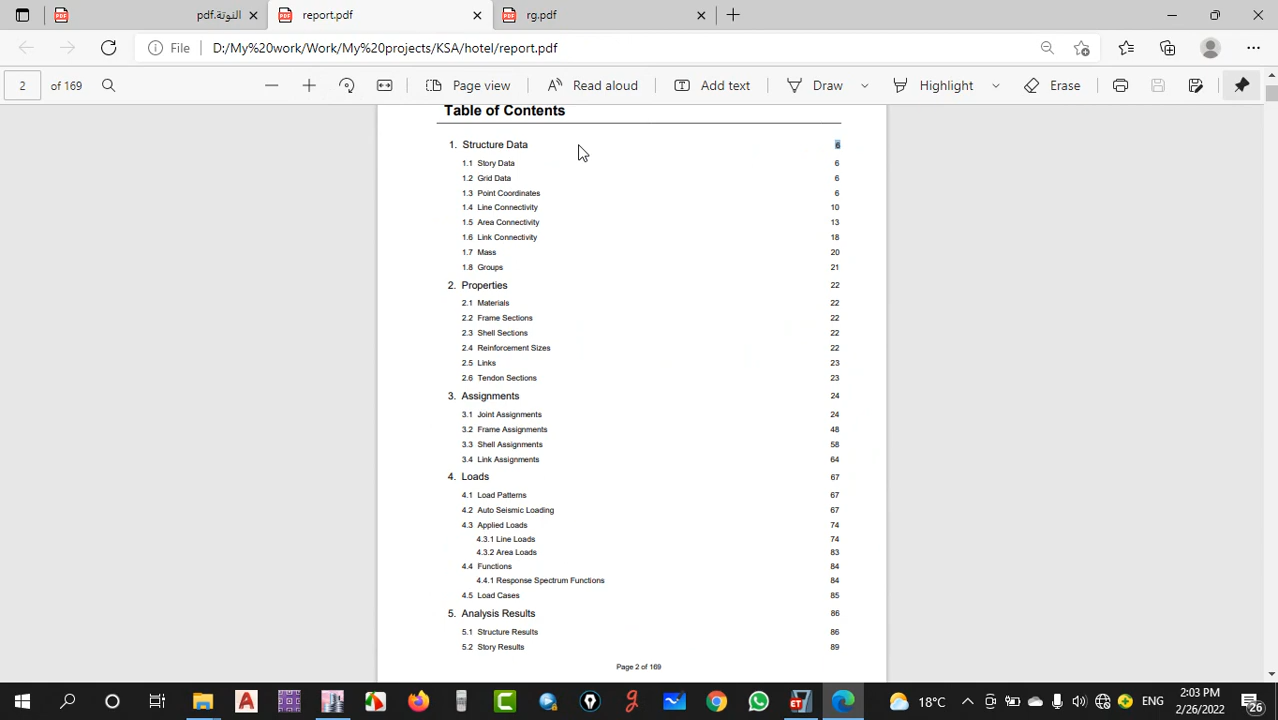 النوتة.pdf
report.pdf
rg.pdf
File
D:/My%20work/Work/My%20projects/KSA/hotel/report.pdf
2 of 169
Page view
Read aloud
Add text
Draw
Highlight
Erase
Table of Contents
1. Structure Data 6
1.1 Story Data 6
1.2 Grid Data 6
1.3 Point Coordinates 6
1.4 Line Connectivity 10
1.5 Area Connectivity 13
1.6 Link Connectivity 18
1.7 Mass 20
1.8 Groups 21
2. Properties 22
2.1 Materials 22
2.2 Frame Sections 22
2.3 Shell Sections 22
2.4 Reinforcement Sizes 22
2.5 Links 23
2.6 Tendon Sections 23
3. Assignments 24
3.1 Joint Assignments 24
3.2 Frame Assignments 48
3.3 Shell Assignments 58
3.4 Link Assignments 64
4. Loads 67
4.1 Load Patterns 67
4.2 Auto Seismic Loading 67
4.3 Applied Loads 74
4.3.1 Line Loads 74
4.3.2 Area Loads 83
4.4 Functions 84
4.4.1 Response Spectrum Functions 84
4.5 Load Cases 85
5. Analysis Results 86
5.1 Structure Results 86
5.2 Story Results 89
Page 2 of 169
A
C
g
ET
18°C
ENG
2:03 PM
2/26/2022
26